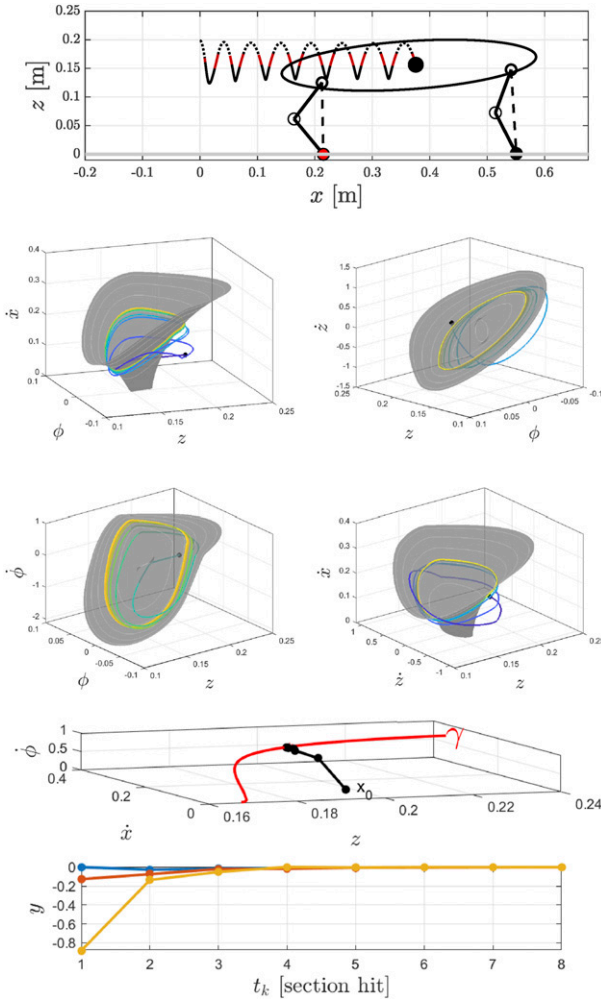 0.25
0.20
0.15
0.1
0.05
0
z [m]
-0.2 -0.1 0 0.1 0.2 0.3 0.4 0.5 0.6
x [m]
0.4
0.3
0.2
0.1
0
ẋ
0.1
0
-0.1
ϕ
0.1 0.15 0.2 0.25
z
1.5
1
0.5
0
-0.5
-1
-1.5
ż
0.25
0.2
0.15
0.1
z
0.1 0.05 0 -0.05 -0.1
ϕ
1
0
-1
-2
ϕ̇
0.1
0.05
0
-0.05
-0.1
ϕ
0.1 0.15 0.2 0.25
z
0.4
0.3
0.2
0.1
0
ẋ
1
0
-1
ż
0.1 0.15 0.2 0.25
z
1
0.5
0
ϕ̇
0.4
0.2
0
ẋ
γ
x0
0.16 0.18 0.2 0.22 0.24
z
0
-0.2
-0.4
-0.6
-0.8
y
1 2 3 4 5 6 7 8
tk [section hit]